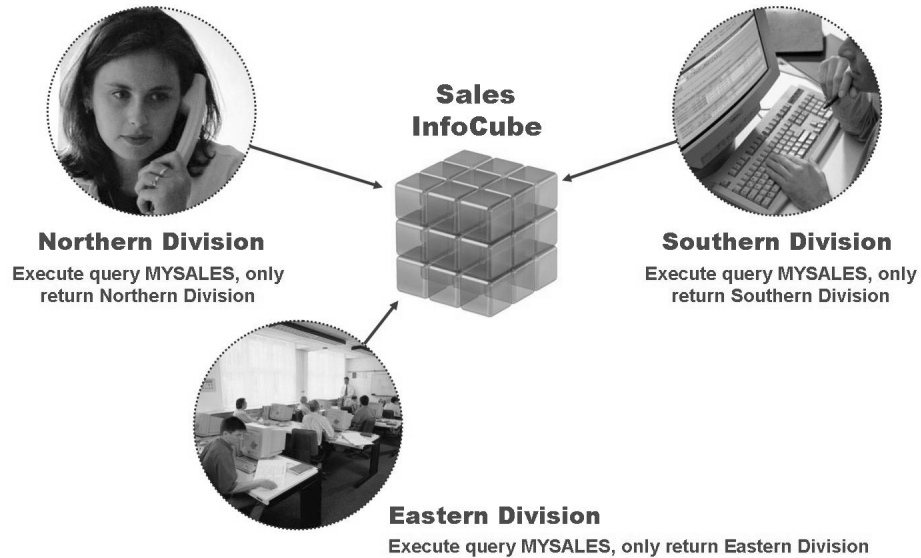 Sales
InfoCube
Northern Division
Execute query MYSALES, only
return Northern Division
Southern Division
Execute query MYSALES, only
return Southern Division
Eastern Division
Execute query MYSALES, only return Eastern Division